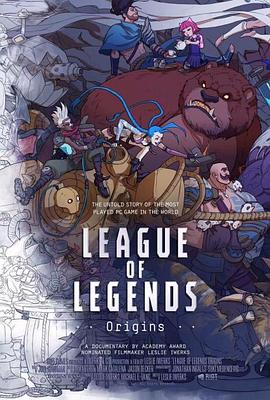 THE UNTOLD STORY OF THE MOST
PLAYED PC GAME IN THE WORLD
LEAGUE
OF
LEGENDS
Origins
A DOCUMENTARY BY ACADEMY AWARD
NOMINATED FILMMAKER LESLIE IWERKS